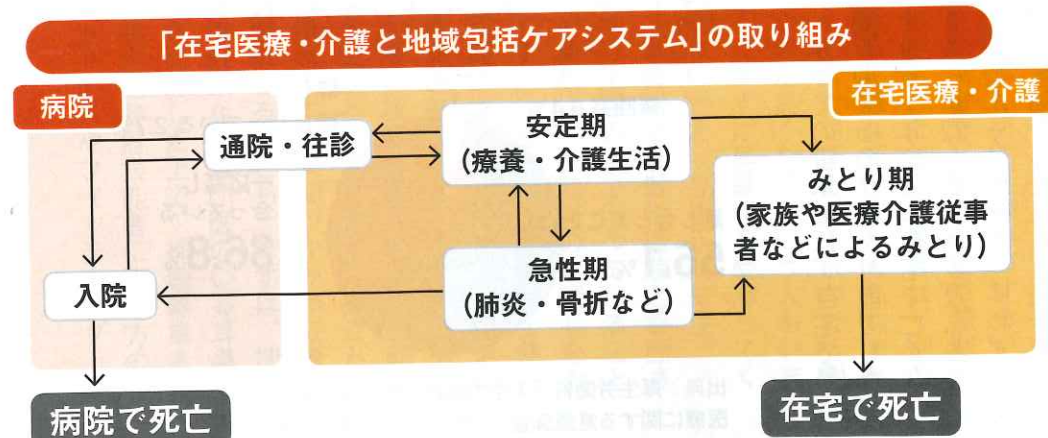 「在宅医療・介護と地域包括ケアシステム」の取り組み
病院
在宅医療・介護
通院・往診
安定期
(療養・介護生活)
みとり期
(家族や医療介護従事
者などによるみとり)
急性期
(肺炎・骨折など)
入院
病院で死亡
在宅で死亡